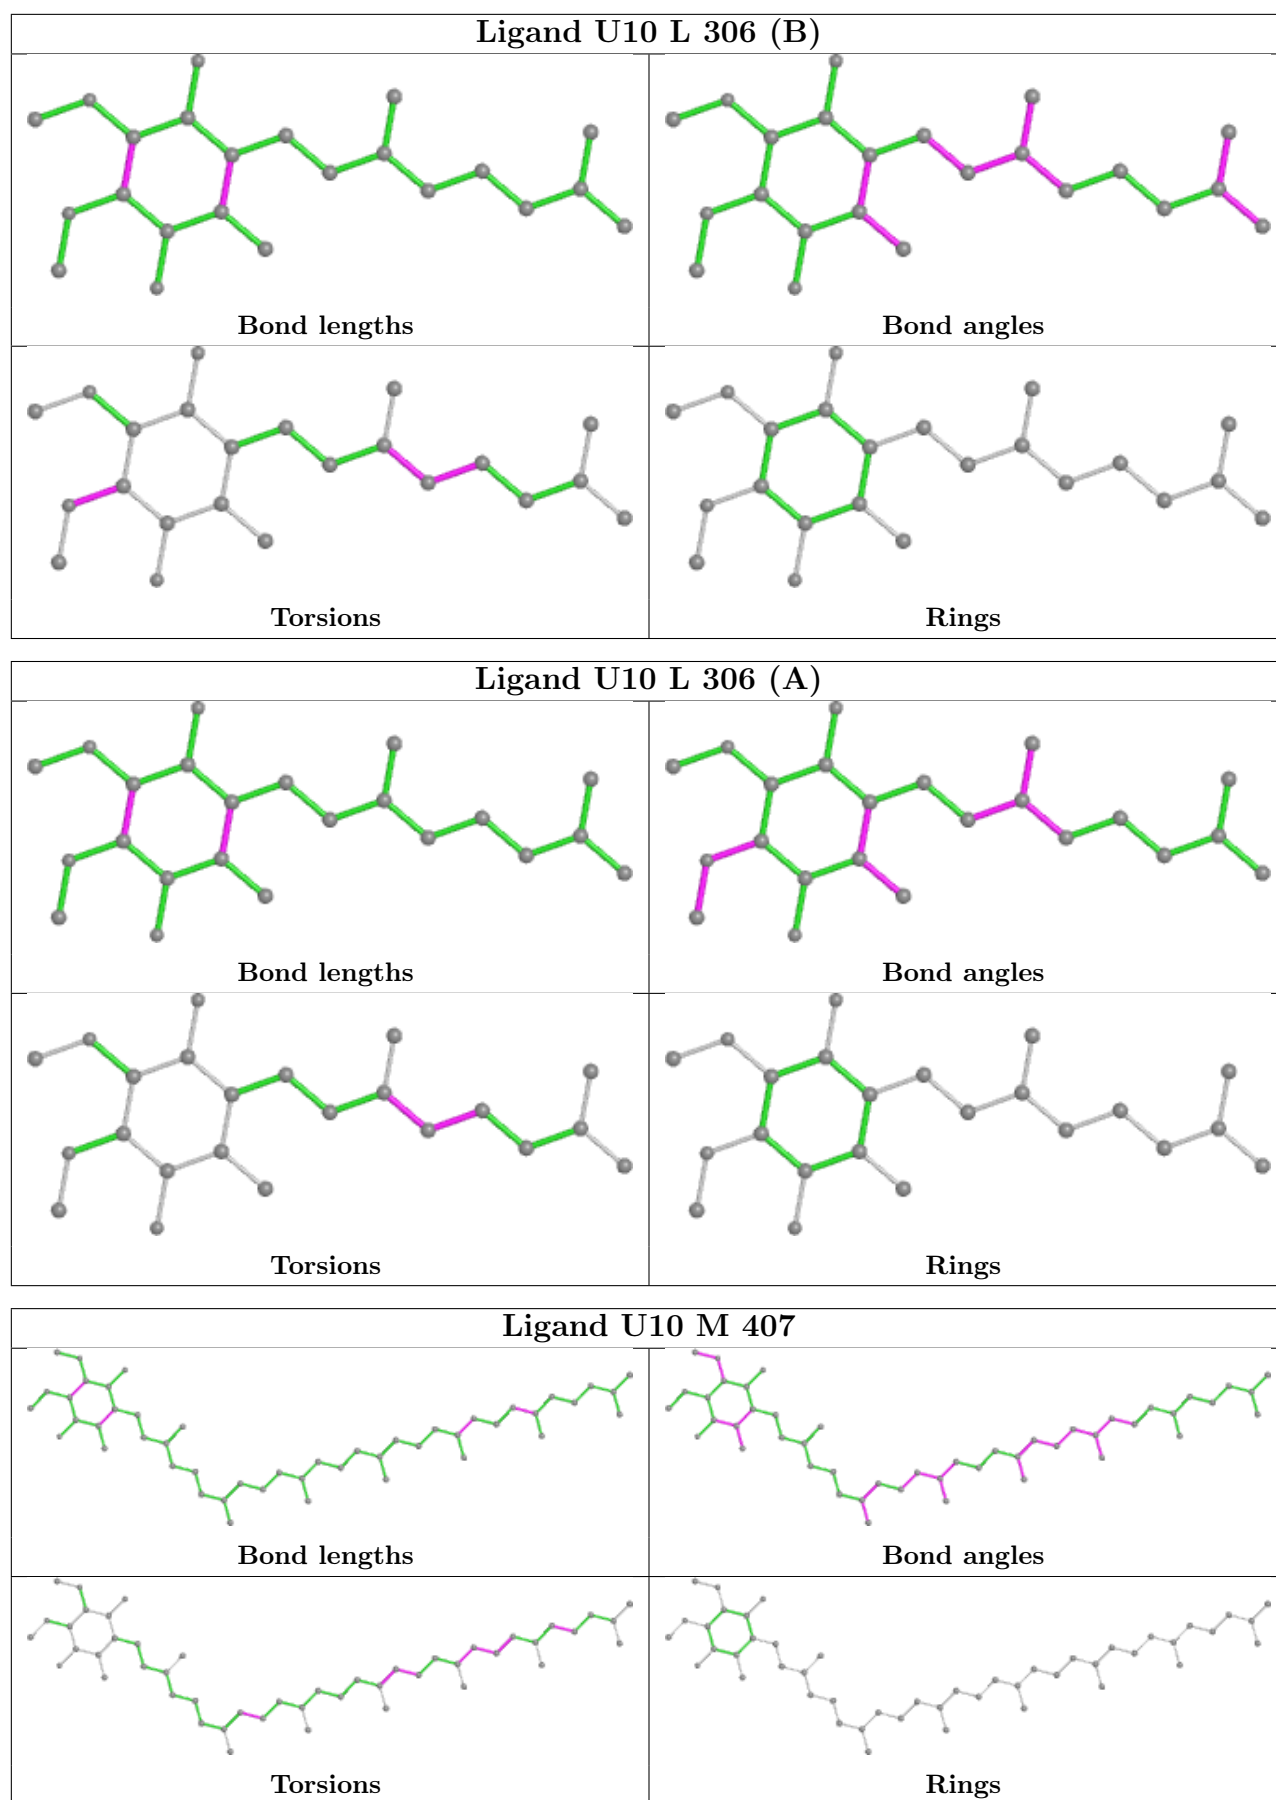 Ligand U10 L 306 (B)
Bond lengths
Bond angles
Torsions
Rings
Ligand U10 L 306 (A)
Bond lengths
Bond angles
Torsions
Rings
Ligand U10 M 407
Bond lengths
Bond angles
Torsions
Rings